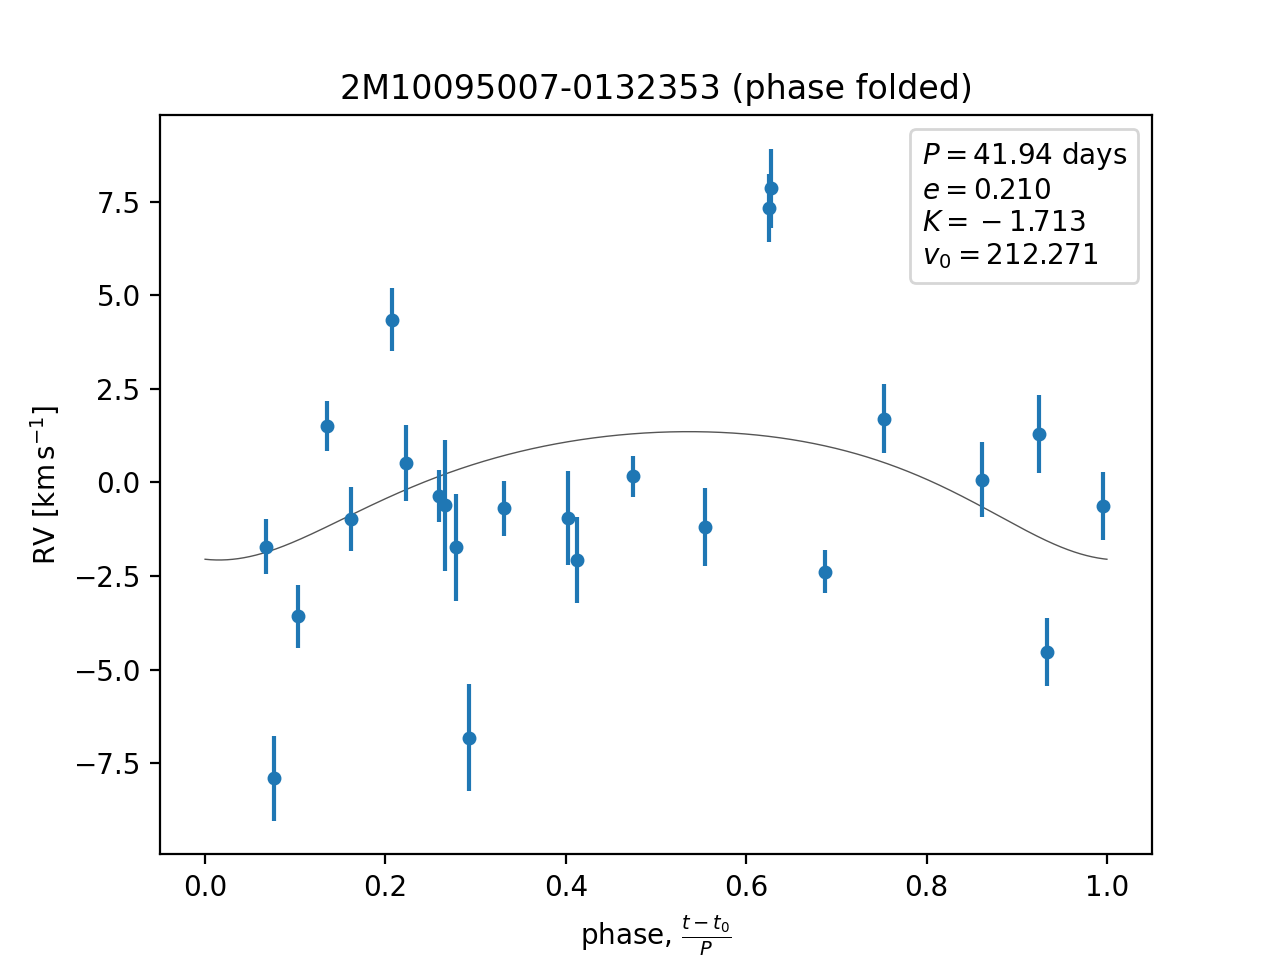 2M10095007-0132353 (phase folded)
P = 41.94 days
e = 0.210
K = −1.713
v₀ = 212.271
RV [km s⁻¹]
7.5
5.0
2.5
0.0
−2.5
−5.0
−7.5
0.0 0.2 0.4 0.6 0.8 1.0
phase, (t − t₀)/P